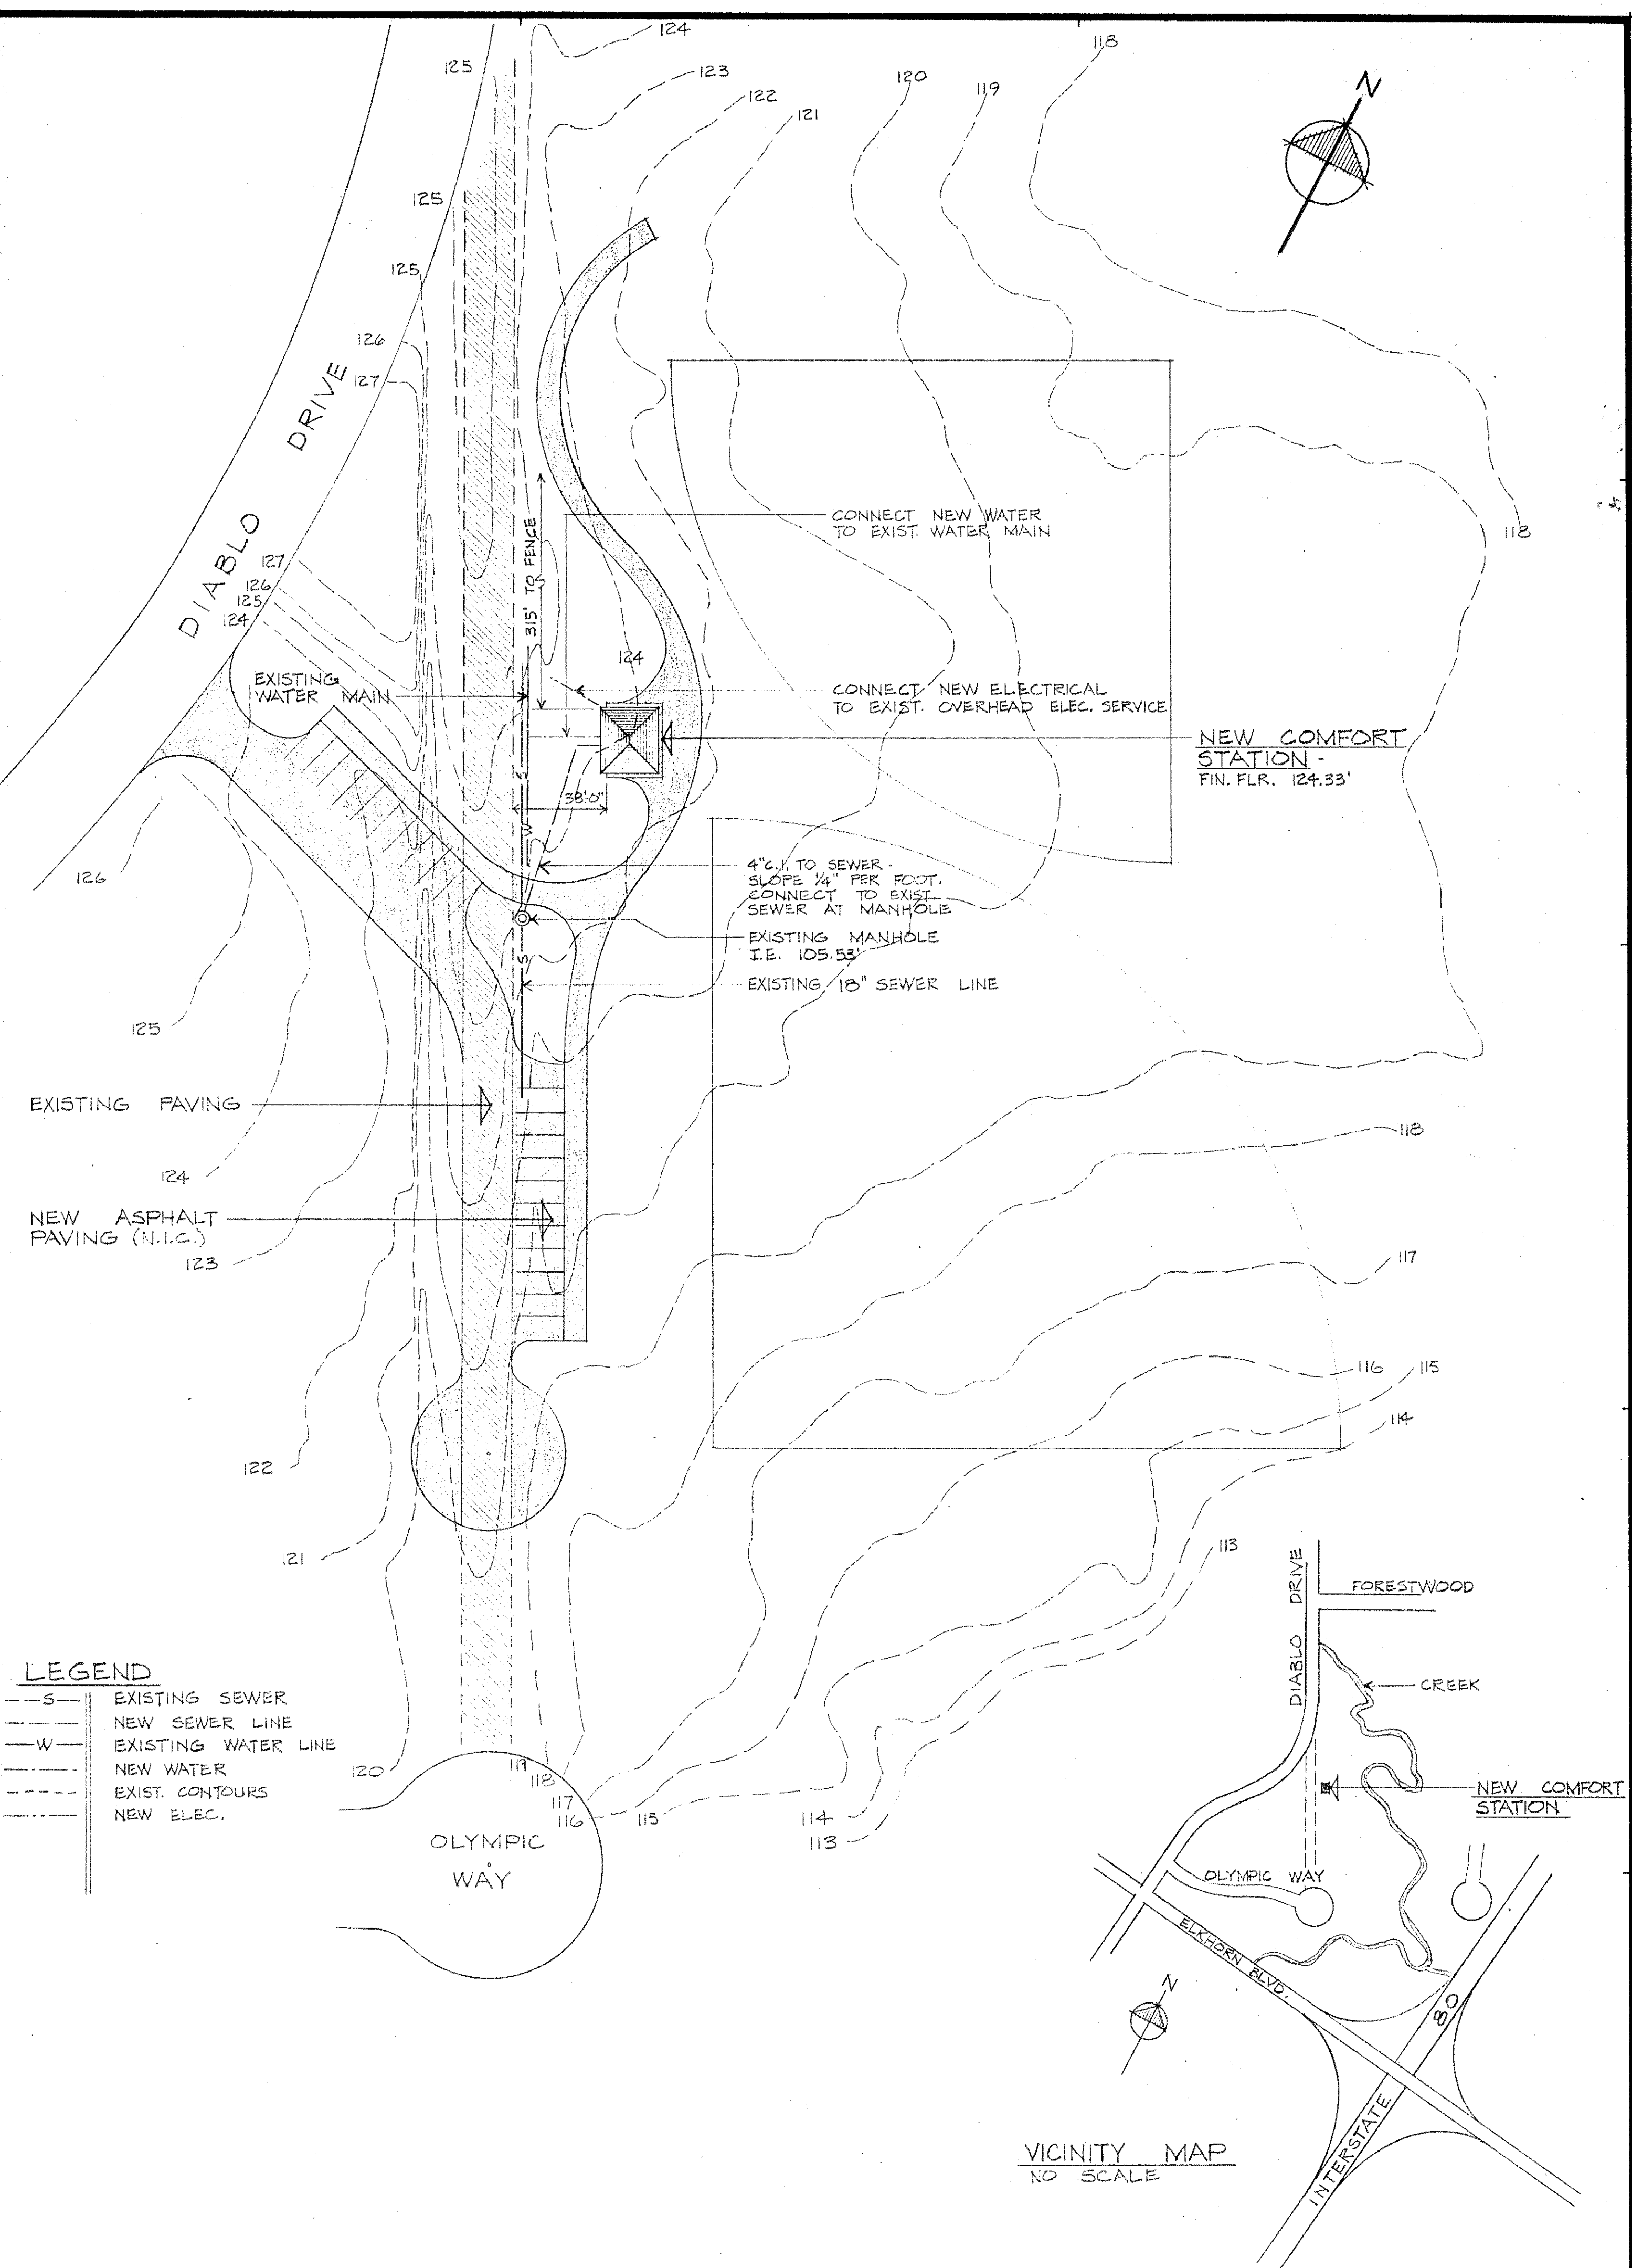 124
118
125
123
120
119
122
121
N
125
125
126
127
DIABLO DRIVE
CONNECT NEW WATER
TO EXIST. WATER MAIN
118
315' TO FENCE
127
126
125
124
124
EXISTING
WATER MAIN
CONNECT NEW ELECTRICAL
TO EXIST. OVERHEAD ELEC. SERVICE
NEW COMFORT
STATION -
FIN. FLR. 124.33'
S
38'-0"
W
4" C.I. TO SEWER -
SLOPE 1/4" PER FOOT.
CONNECT TO EXIST.
SEWER AT MANHOLE
126
EXISTING MANHOLE
I.E. 105.53'
S
EXISTING 18" SEWER LINE
125
EXISTING PAVING
118
124
NEW ASPHALT
PAVING (N.I.C.)
123
117
116
115
114
122
121
113
DIABLO DRIVE
FORESTWOOD
CREEK
LEGEND
--S-- EXISTING SEWER
NEW SEWER LINE
--W-- EXISTING WATER LINE
NEW WATER
EXIST. CONTOURS
NEW ELEC.
120
119
118
117
116
115
114
113
NEW COMFORT
STATION
OLYMPIC
WAY
OLYMPIC WAY
ELKHORN BLVD.
N
80
INTERSTATE
VICINITY MAP
NO SCALE